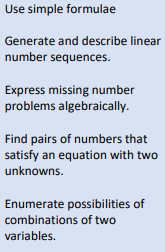 Use simple formulae
Generate and describe linear
number sequences.
Express missing number
problems algebraically.
Find pairs of numbers that
satisfy an equation with two
unknowns.
Enumerate possibilities of
combinations of two
variables.